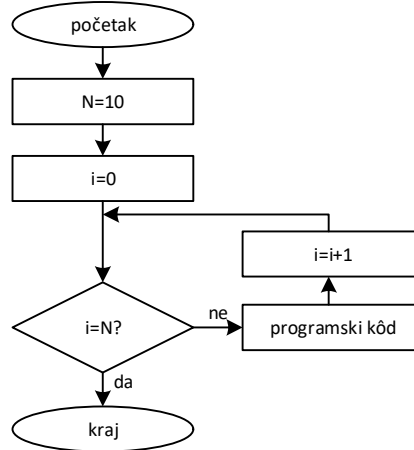 početak
N=10
i=0
i=i+1
i=N?
ne
programski kôd
da
kraj